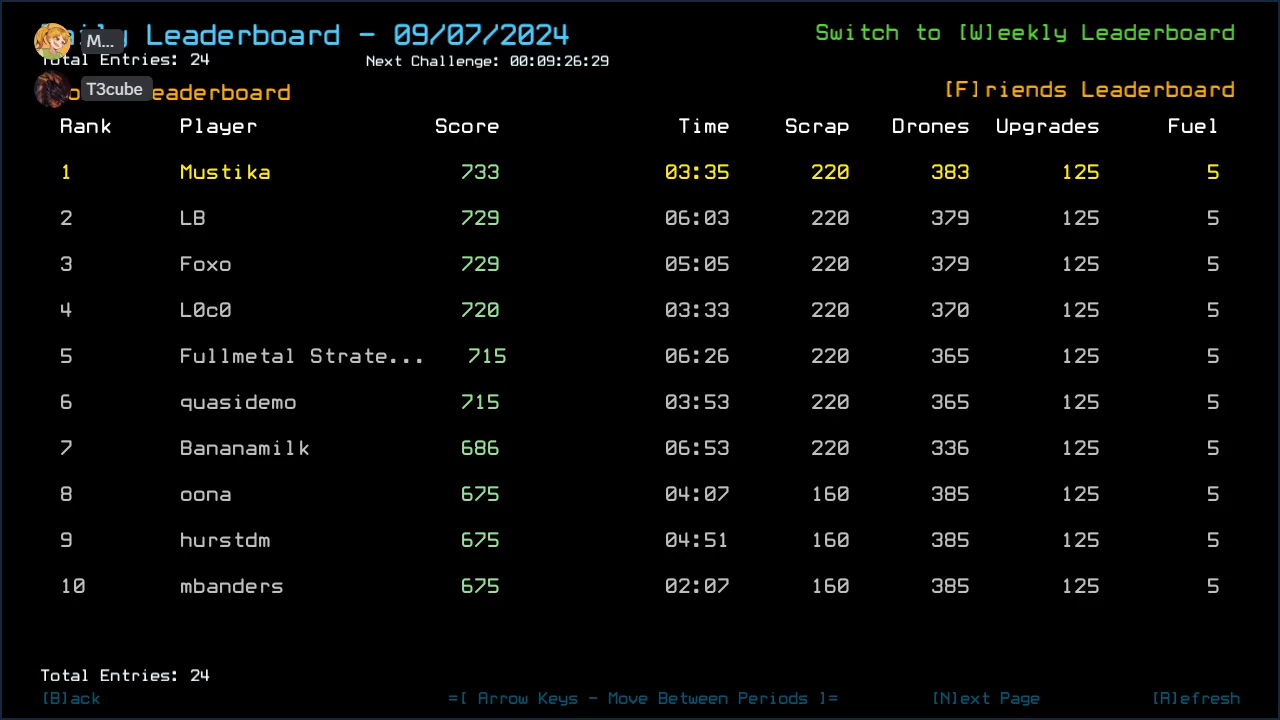 Leaderboard - 09/07/2024
Switch to [W]eekly Leaderboard
M...
Total Entries: 24
Next Challenge: 00:09:26:29
T3cube
eaderboard
[F]riends Leaderboard
Rank Player Score Time Scrap Drones Upgrades Fuel
1 Mustika 733 03:35 220 383 125 5
2 LB 729 06:03 220 379 125 5
3 Foxo 729 05:05 220 379 125 5
4 L0c0 720 03:33 220 370 125 5
5 Fullmetal Strate... 715 06:26 220 365 125 5
6 quasidemo 715 03:53 220 365 125 5
7 Bananamilk 686 06:53 220 336 125 5
8 oona 675 04:07 160 385 125 5
9 hurstdm 675 04:51 160 385 125 5
10 mbanders 675 02:07 160 385 125 5
Total Entries: 24
[B]ack =[ Arrow Keys - Move Between Periods ]= [N]ext Page [R]efresh